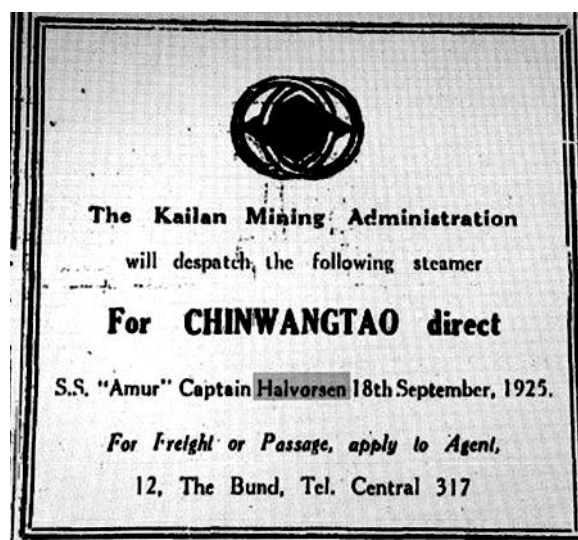 The Kailan Mining Administration
will despatch the following steamer
For CHINWANGTAO direct
S.S. "Amur" Captain Halvorsen 18th September, 1925.
For Freight or Passage, apply to Agent,
12, The Bund, Tel. Central 317